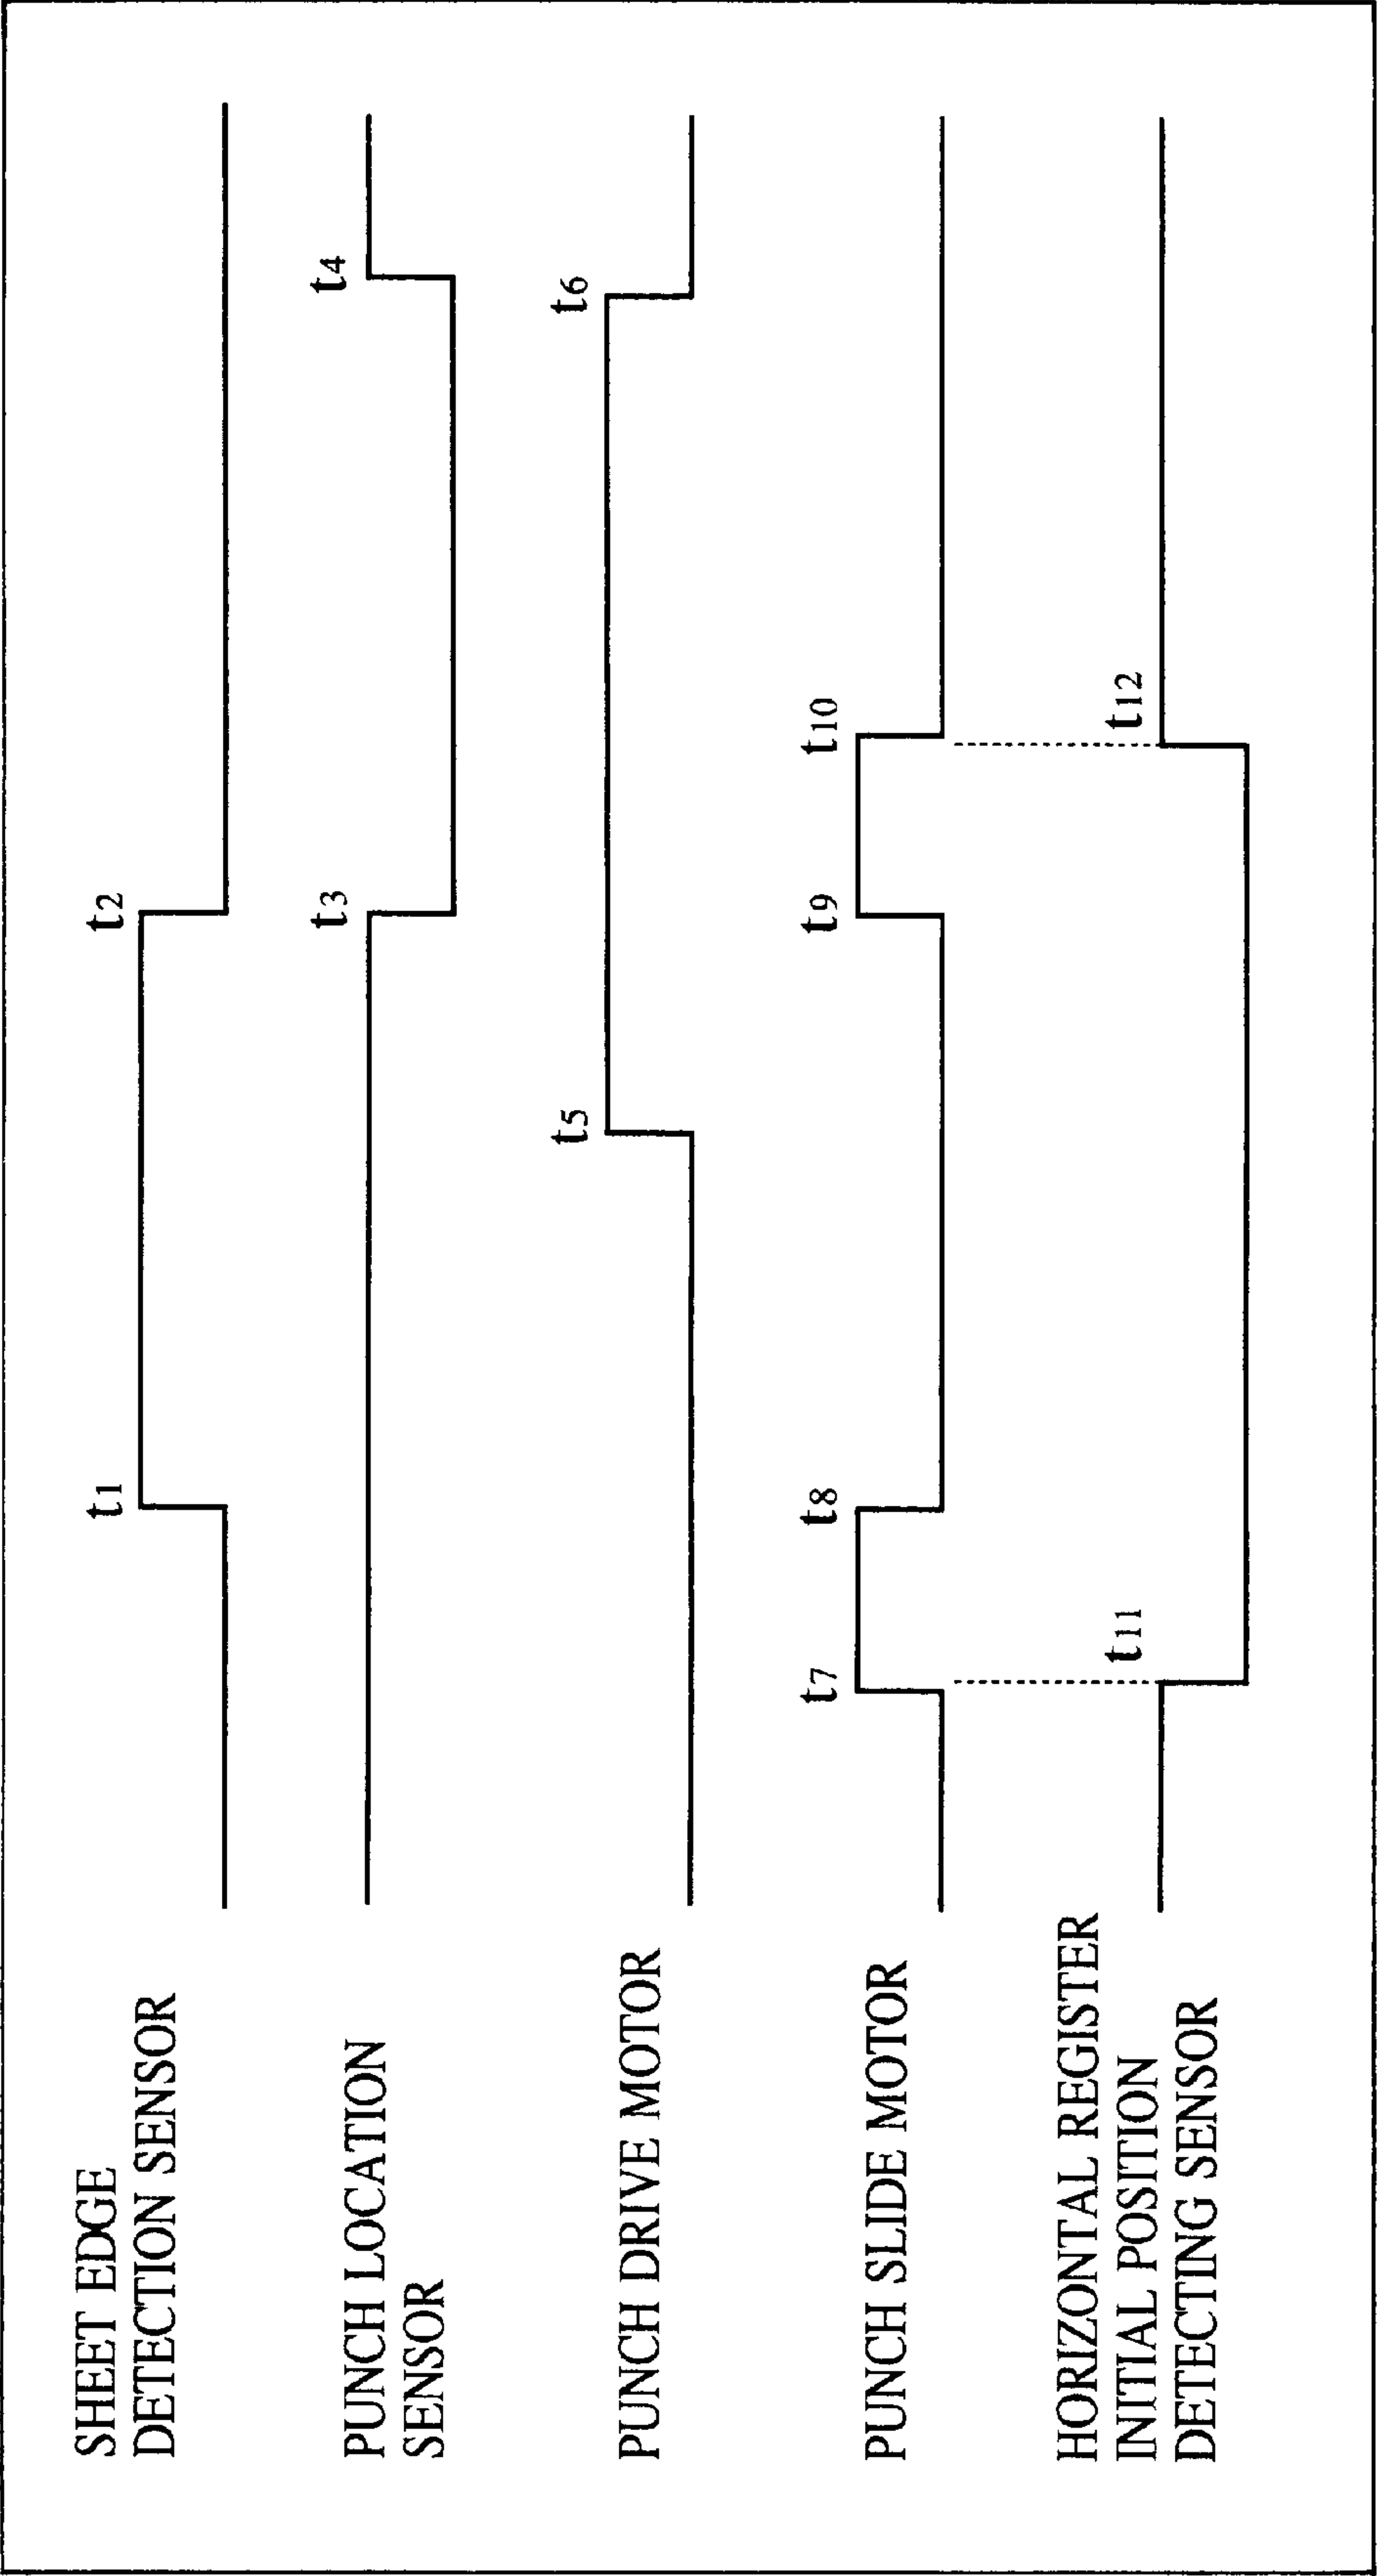 SHEET EDGE
DETECTION SENSOR
t1
t2
PUNCH LOCATION
SENSOR
t3
t4
PUNCH DRIVE MOTOR
t5
t6
PUNCH SLIDE MOTOR
t7
t8
t9
t10
HORIZONTAL REGISTER
INITIAL POSITION
DETECTING SENSOR
t11
t12